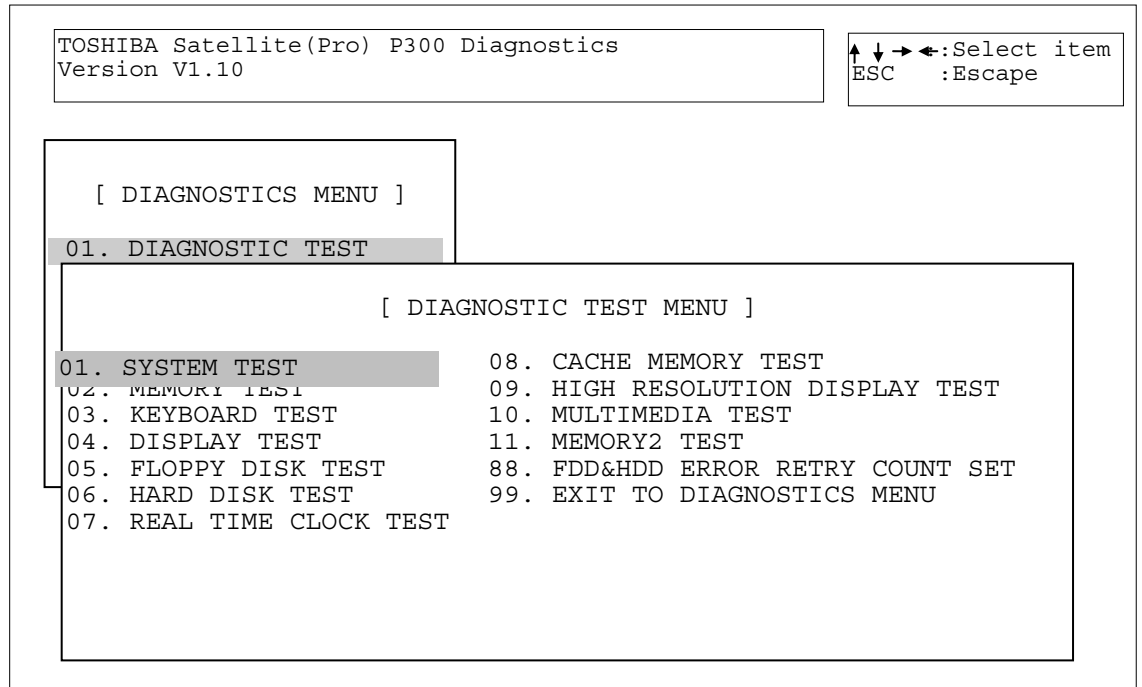 TOSHIBA Satellite(Pro) P300 Diagnostics
Version V1.10
↑ ↓ → ←:Select item
ESC :Escape
[ DIAGNOSTICS MENU ]
01. DIAGNOSTIC TEST
[ DIAGNOSTIC TEST MENU ]
01. SYSTEM TEST
02. MEMORY TEST
03. KEYBOARD TEST
04. DISPLAY TEST
05. FLOPPY DISK TEST
06. HARD DISK TEST
07. REAL TIME CLOCK TEST
08. CACHE MEMORY TEST
09. HIGH RESOLUTION DISPLAY TEST
10. MULTIMEDIA TEST
11. MEMORY2 TEST
88. FDD&HDD ERROR RETRY COUNT SET
99. EXIT TO DIAGNOSTICS MENU